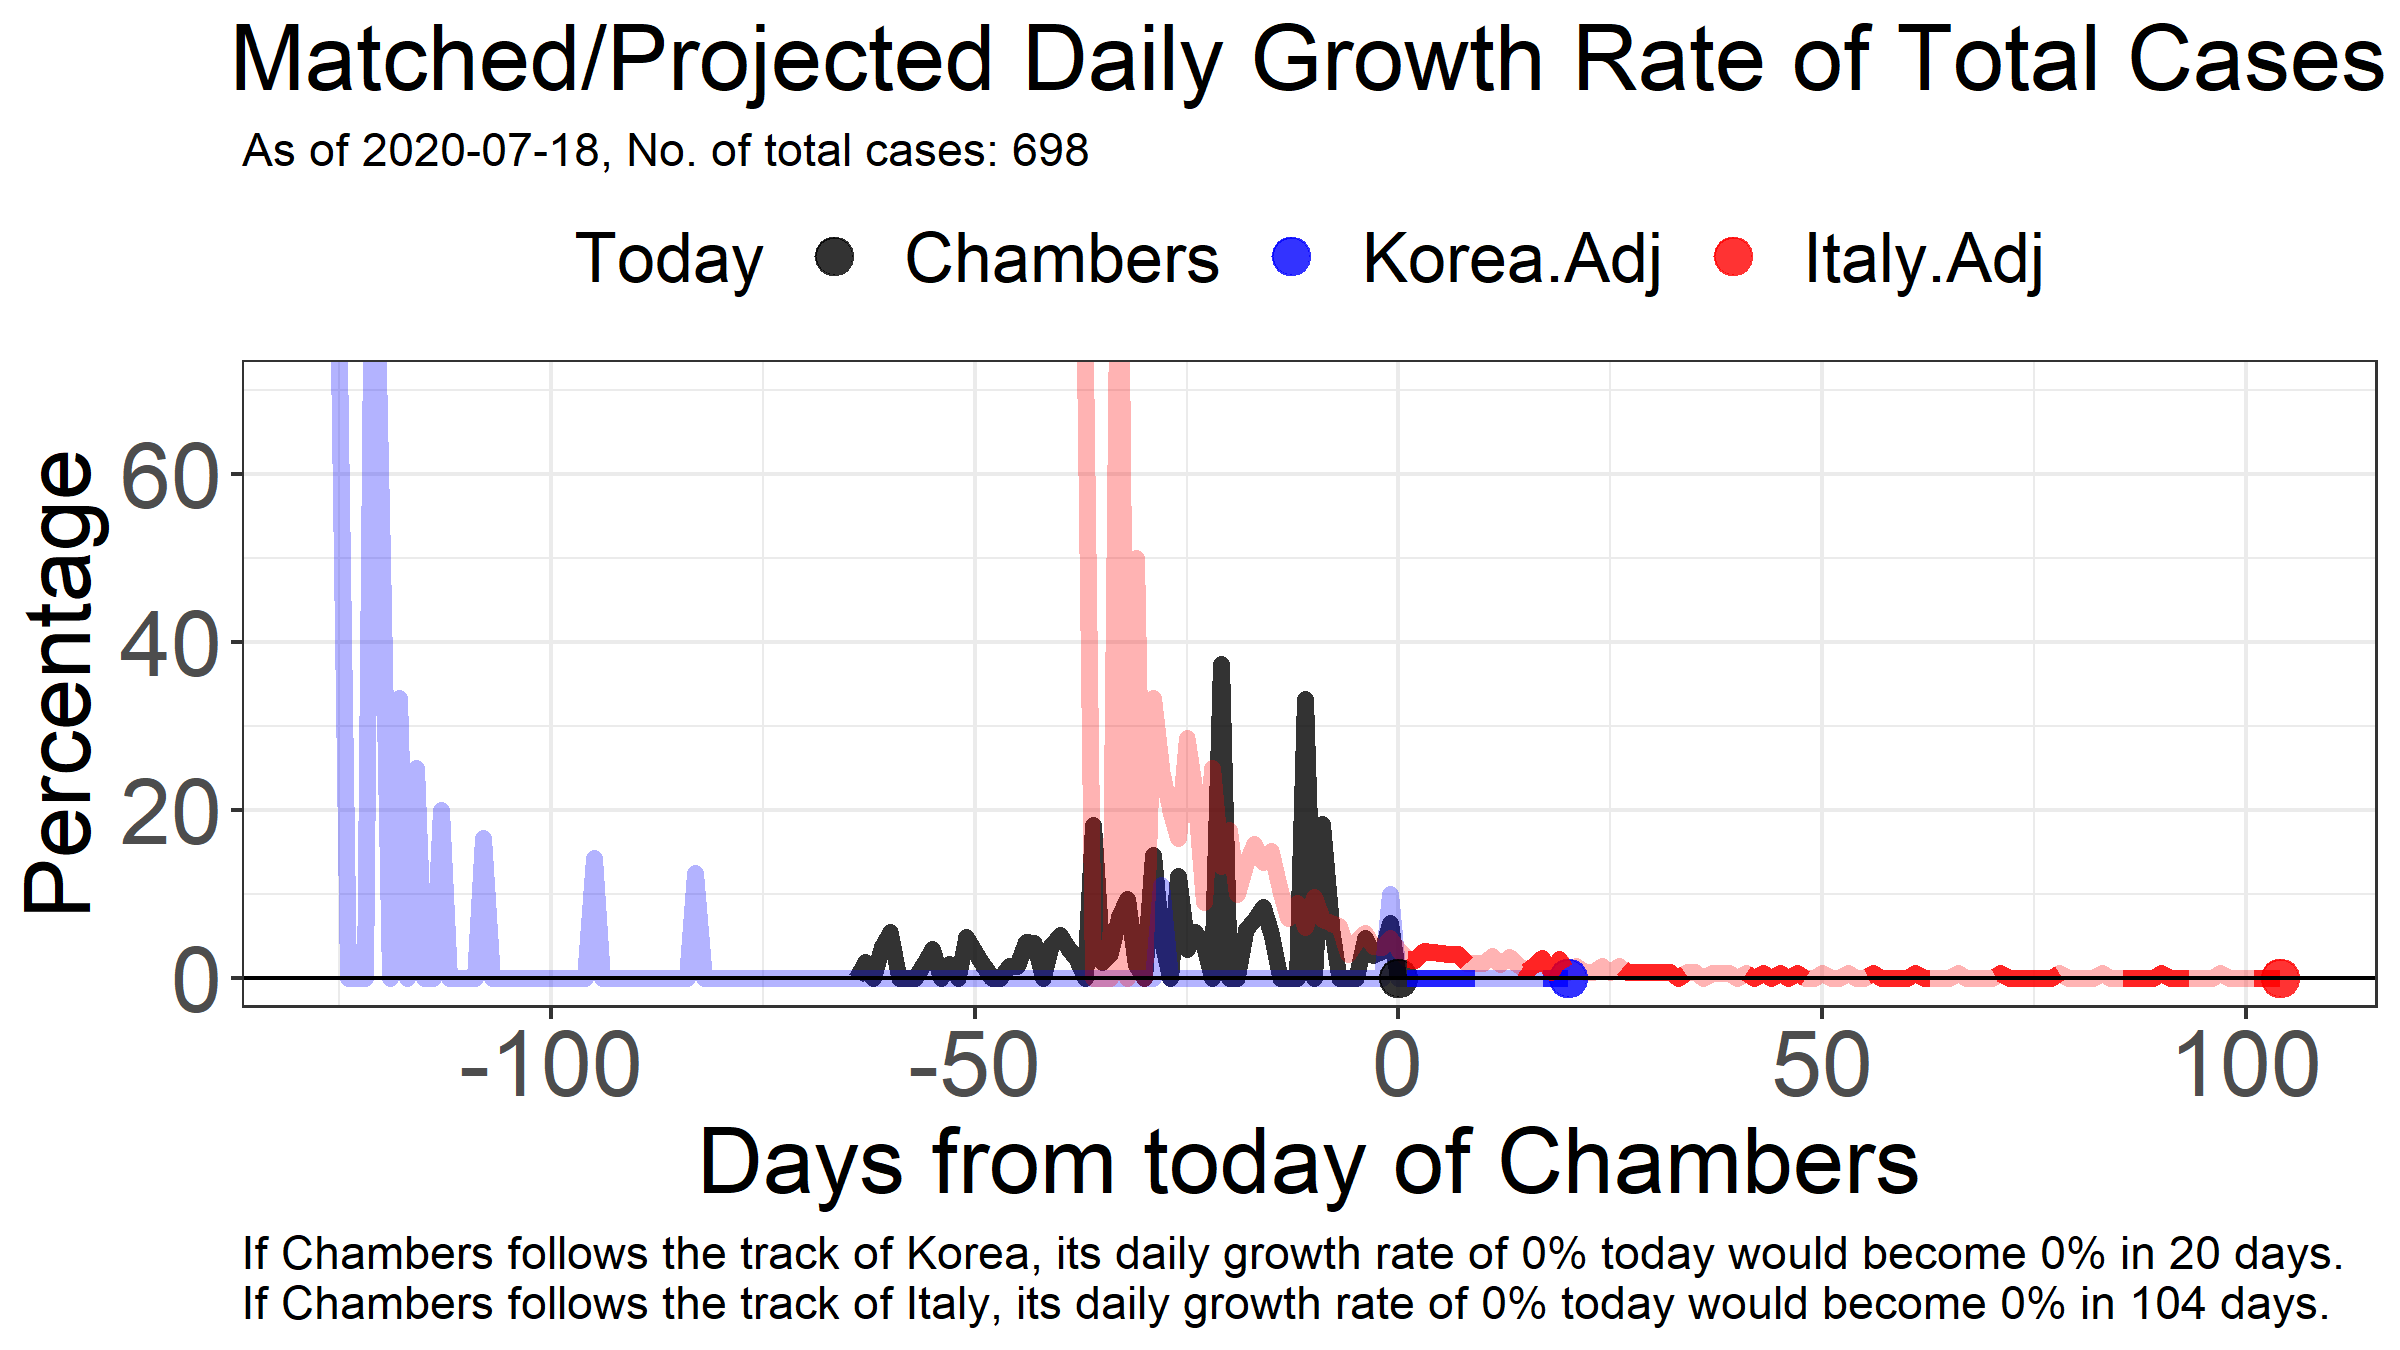 Matched/Projected Daily Growth Rate of Total Cases
As of 2020-07-18, No. of total cases: 698
Today Chambers Korea.Adj Italy.Adj
Percentage
60
40
20
0
-100 -50 0 50 100
Days from today of Chambers
If Chambers follows the track of Korea, its daily growth rate of 0% today would become 0% in 20 days.
If Chambers follows the track of Italy, its daily growth rate of 0% today would become 0% in 104 days.